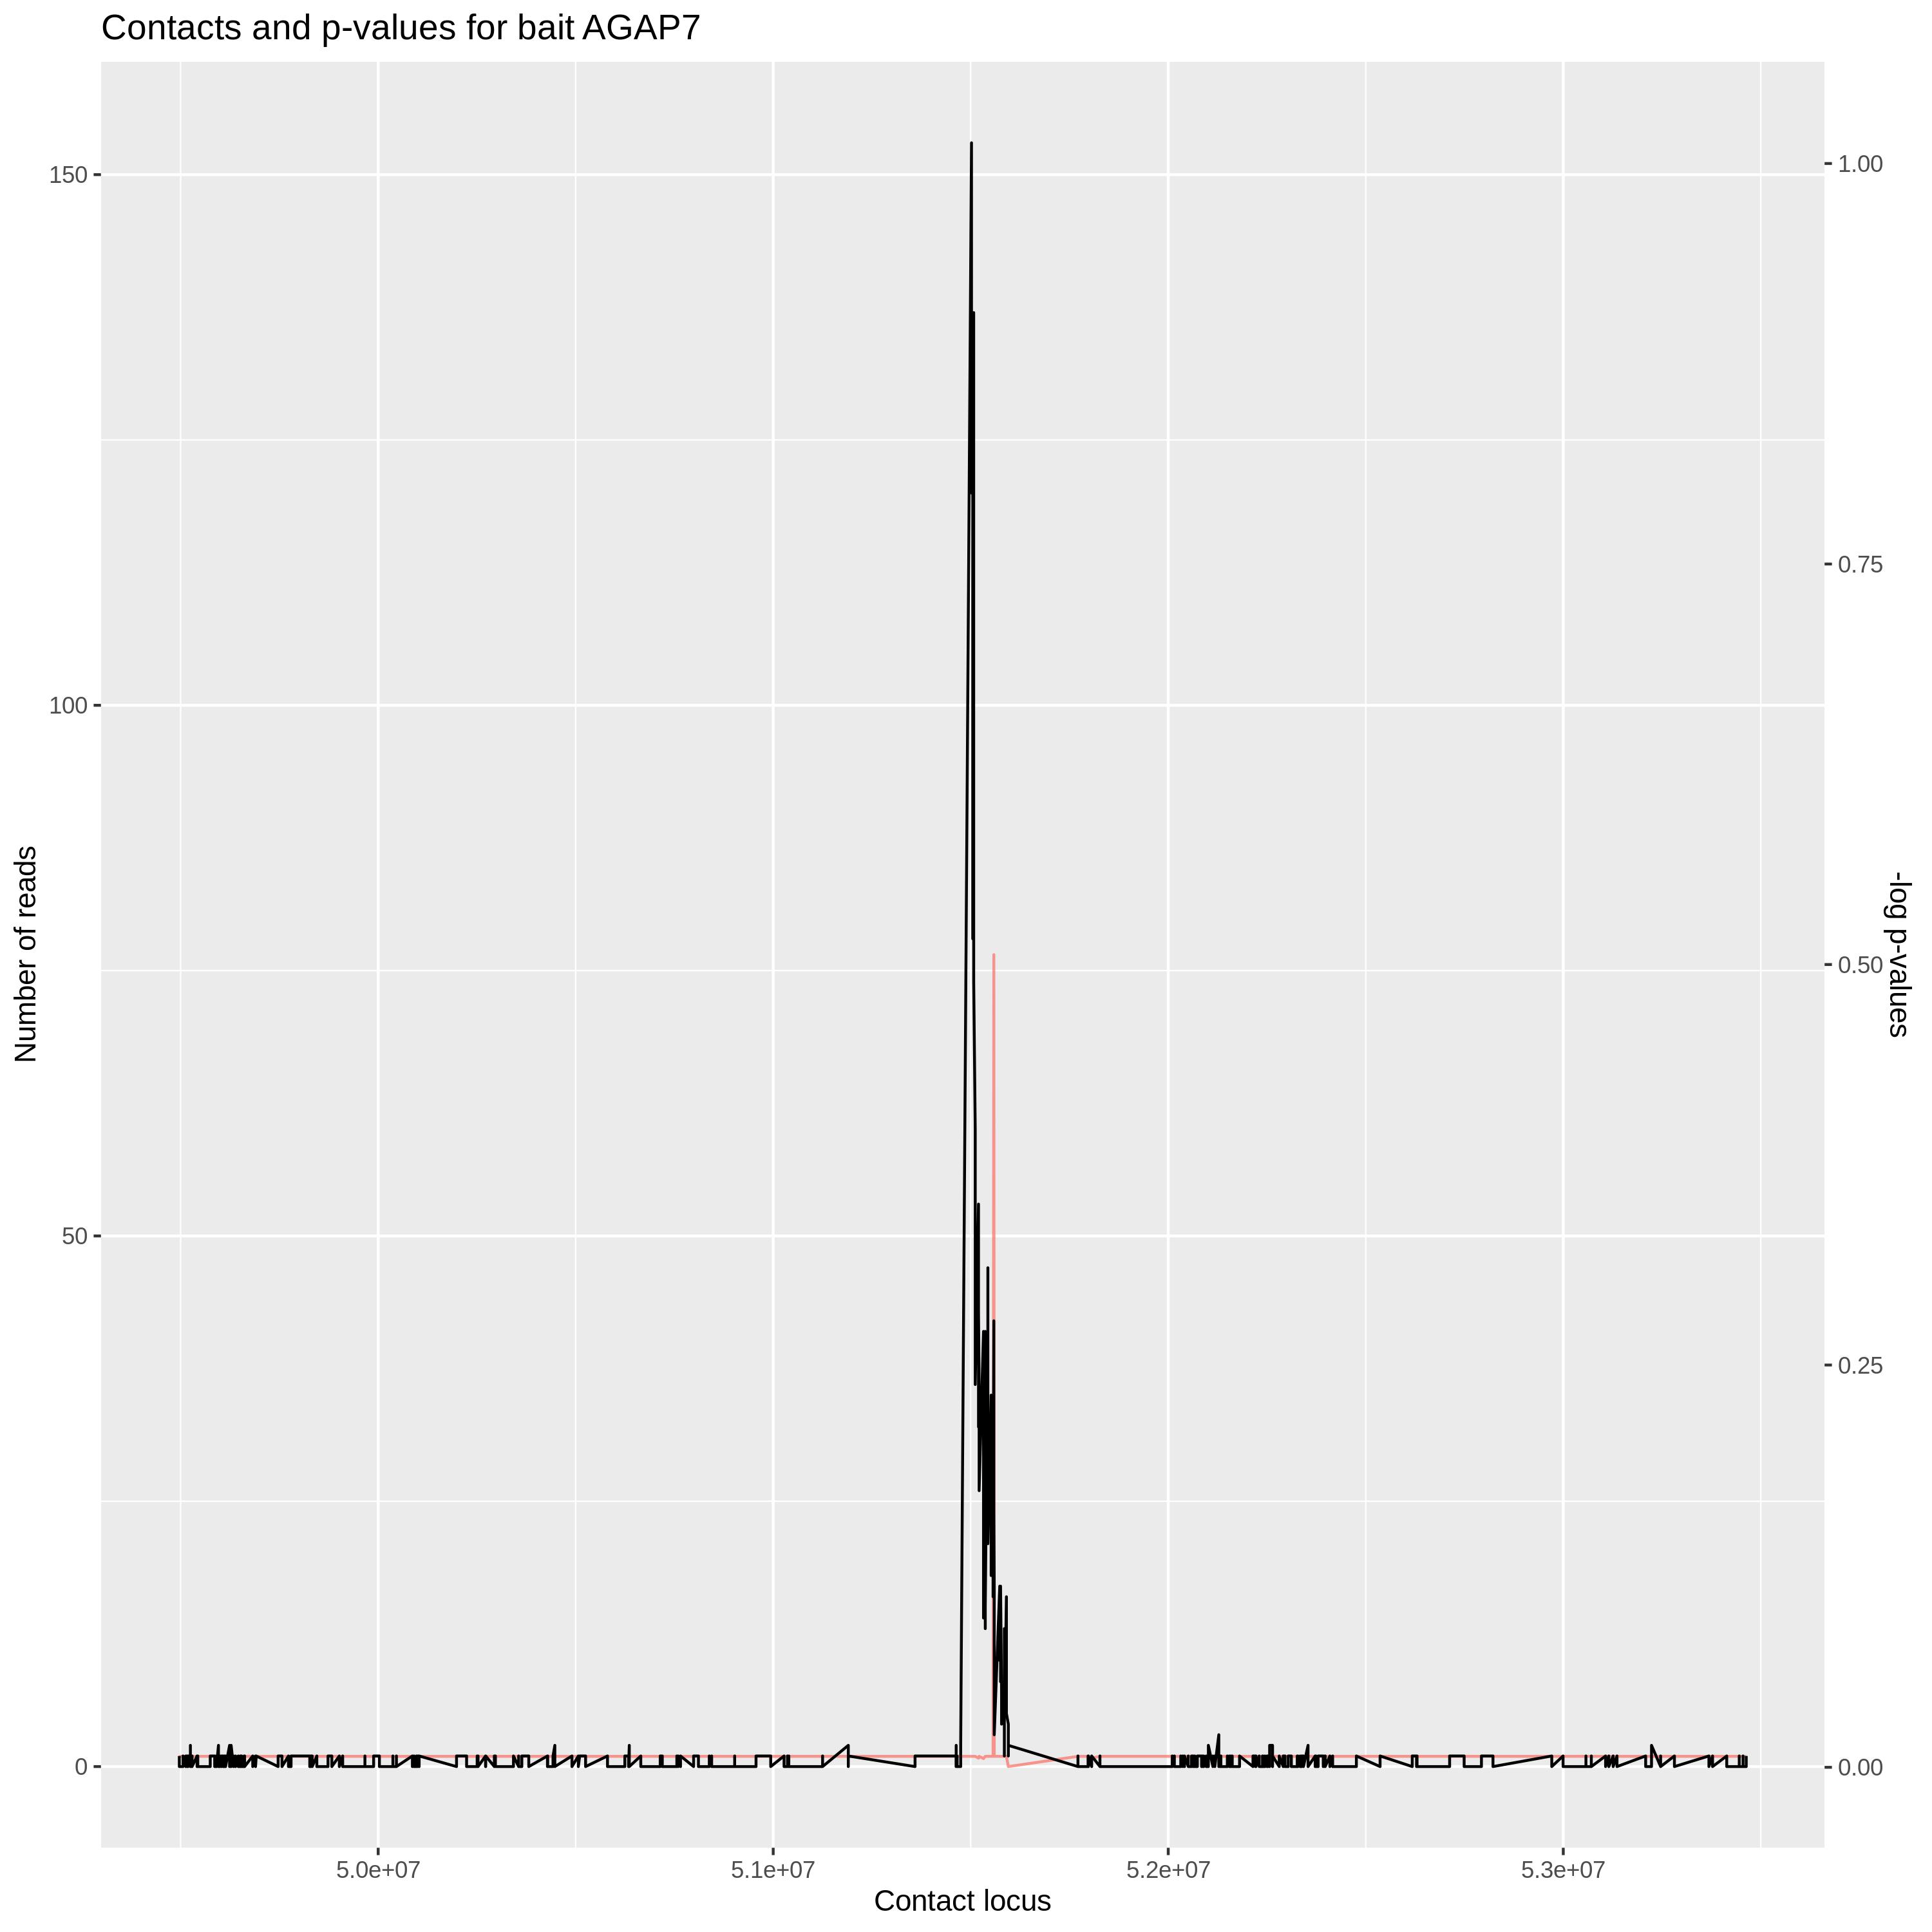 Contacts and p-values for bait AGAP7
150
100
50
0
Number of reads
1.00
0.75
0.50
0.25
0.00
-log p-values
5.0e+07 5.1e+07 5.2e+07 5.3e+07
Contact locus